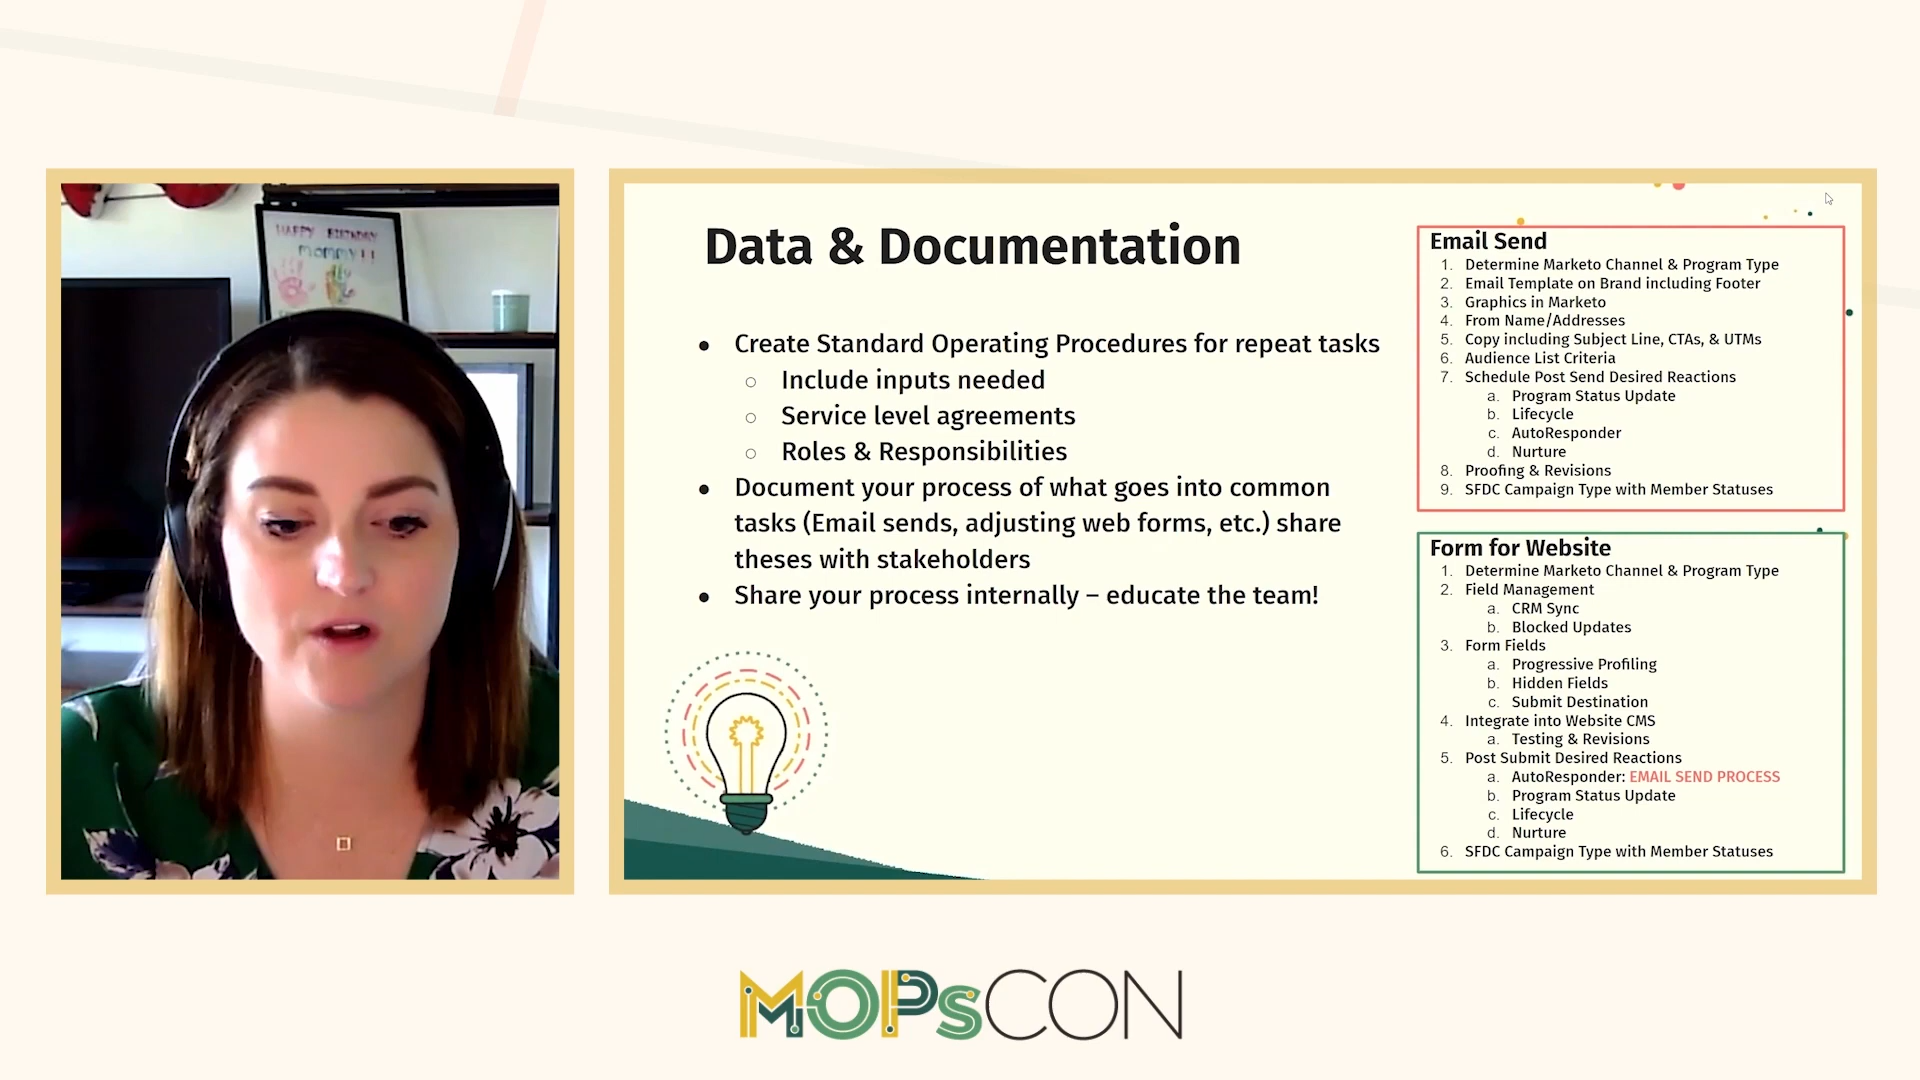 HAPPY BIRTHDAY
MOMMY!!
Data & Documentation
● Create Standard Operating Procedures for repeat tasks
○ Include inputs needed
○ Service level agreements
○ Roles & Responsibilities
● Document your process of what goes into common
tasks (Email sends, adjusting web forms, etc.) share
theses with stakeholders
● Share your process internally – educate the team!
Email Send
1. Determine Marketo Channel & Program Type
2. Email Template on Brand including Footer
3. Graphics in Marketo
4. From Name/Addresses
5. Copy including Subject Line, CTAs, & UTMs
6. Audience List Criteria
7. Schedule Post Send Desired Reactions
a. Program Status Update
b. Lifecycle
c. AutoResponder
d. Nurture
8. Proofing & Revisions
9. SFDC Campaign Type with Member Statuses
Form for Website
1. Determine Marketo Channel & Program Type
2. Field Management
a. CRM Sync
b. Blocked Updates
3. Form Fields
a. Progressive Profiling
b. Hidden Fields
c. Submit Destination
4. Integrate into Website CMS
a. Testing & Revisions
5. Post Submit Desired Reactions
a. AutoResponder: EMAIL SEND PROCESS
b. Program Status Update
c. Lifecycle
d. Nurture
6. SFDC Campaign Type with Member Statuses
MOPsCON